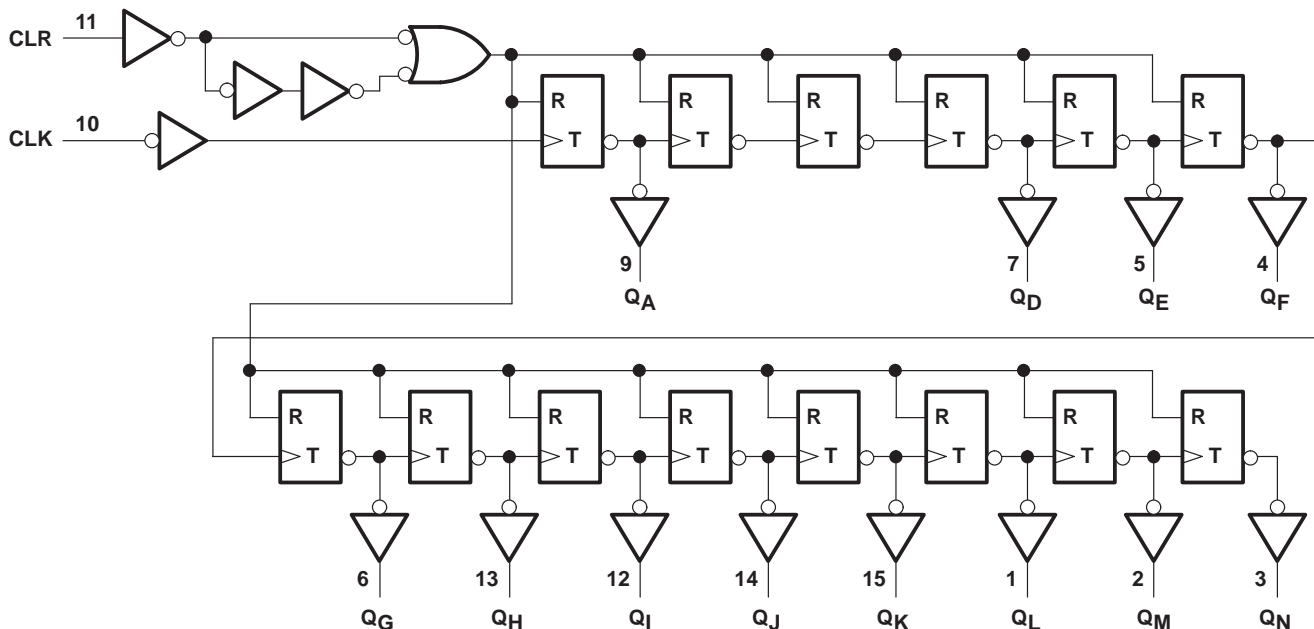 CLR 11
R R R R R R
CLK 10
T T T T T T
9 7 5 4
QA QD QE QF
R R R R R R R R
T T T T T T T T
6 13 12 14 15 1 2 3
QG QH QI QJ QK QL QM QN